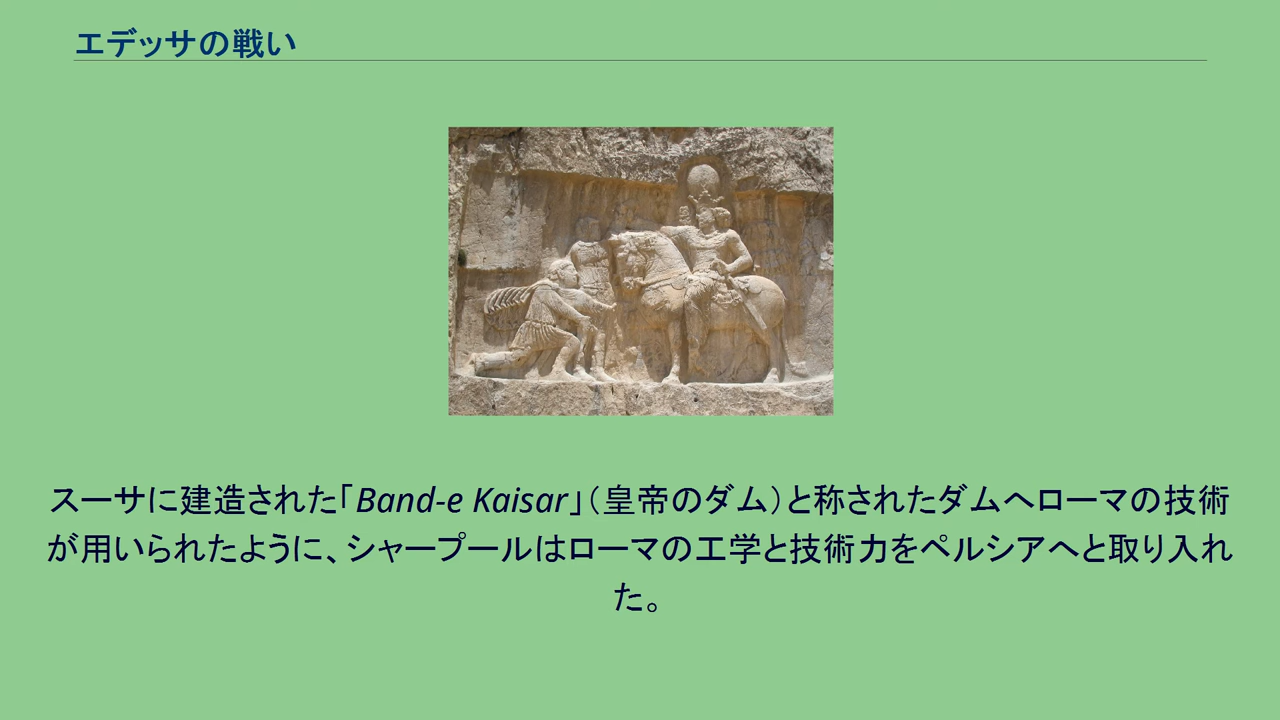 エデッサの戦い
スーサに建造された「Band-e Kaisar」（皇帝のダム）と称されたダムへローマの技術
が用いられたように、シャープールはローマの工学と技術力をペルシアへと取り入れ
た。